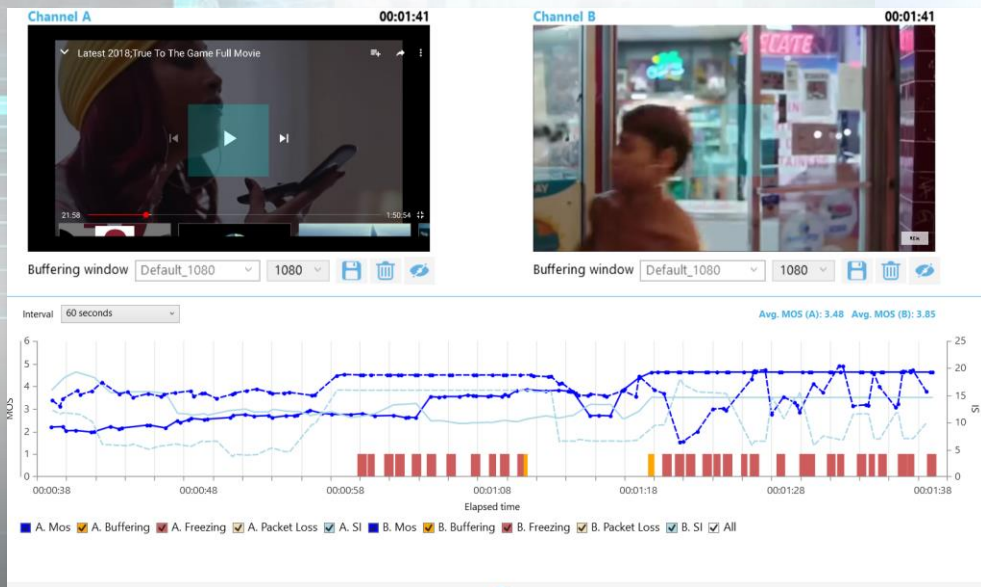 Channel A 00:01:41
Channel B 00:01:41
Latest 2018;True To The Game Full Movie
21:58 1:50:54
Buffering window Default_1080 1080
Buffering window Default_1080 1080
Interval 60 seconds
Avg. MOS (A): 3.48 Avg. MOS (B): 3.85
6
5
4
3
2
1
0
MOS
25
20
15
10
5
0
SI
00:00:38 00:00:48 00:00:58 00:01:08 00:01:18 00:01:28 00:01:38
Elapsed time
A. Mos A. Buffering A. Freezing A. Packet Loss A. SI B. Mos B. Buffering B. Freezing B. Packet Loss B. SI All